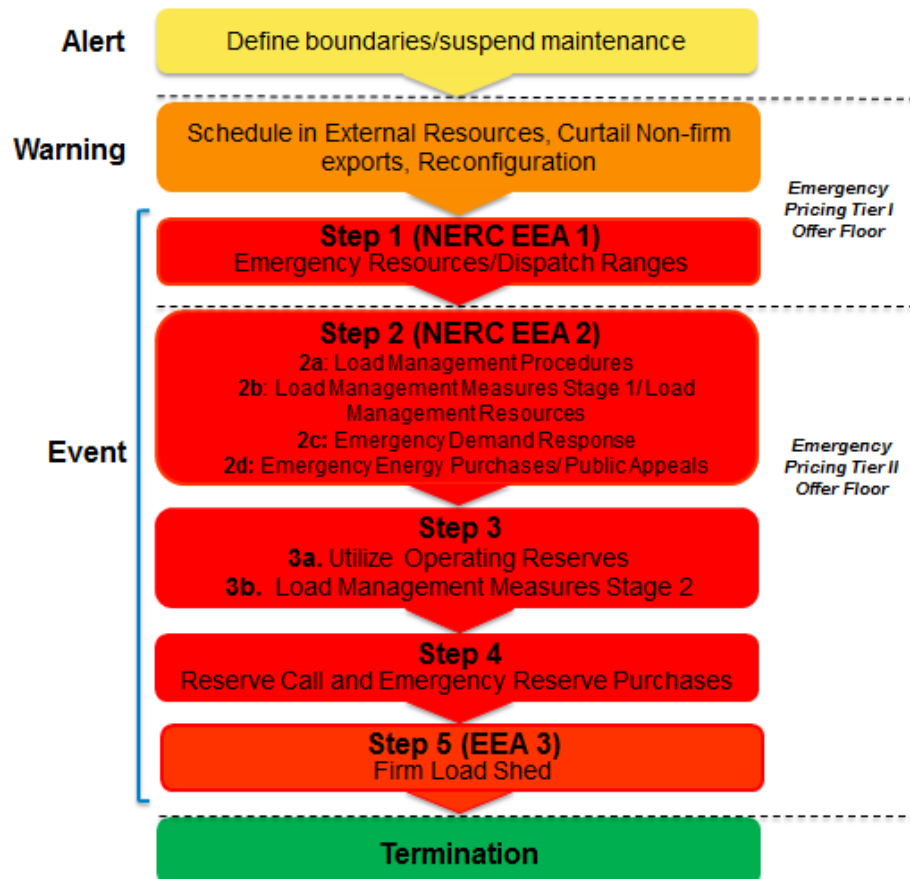 Alert
Define boundaries/suspend maintenance
Warning
Schedule in External Resources, Curtail Non-firm
exports, Reconfiguration
Emergency
Pricing Tier I
Offer Floor
Step 1 (NERC EEA 1)
Emergency Resources/Dispatch Ranges
Event
Step 2 (NERC EEA 2)
2a: Load Management Procedures
2b: Load Management Measures Stage 1/ Load
Management Resources
2c: Emergency Demand Response
2d: Emergency Energy Purchases/ Public Appeals
Emergency
Pricing Tier II
Offer Floor
Step 3
3a. Utilize Operating Reserves
3b. Load Management Measures Stage 2
Step 4
Reserve Call and Emergency Reserve Purchases
Step 5 (EEA 3)
Firm Load Shed
Termination